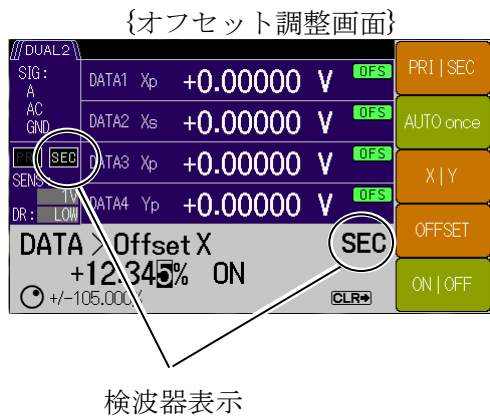 {オフセット調整画面}
DUAL2
SIG:
A
AC
GND
DATA1 Xp +0.00000 V OFS
DATA2 Xs +0.00000 V OFS
DATA3 Xp +0.00000 V OFS
DATA4 Yp +0.00000 V OFS
SEC
SENS
TV
DR: LOW
PRI|SEC
AUTO once
X|Y
OFFSET
ON|OFF
DATA > Offset X SEC
+12.345% ON
+/-105.000% CLR→
検波器表示